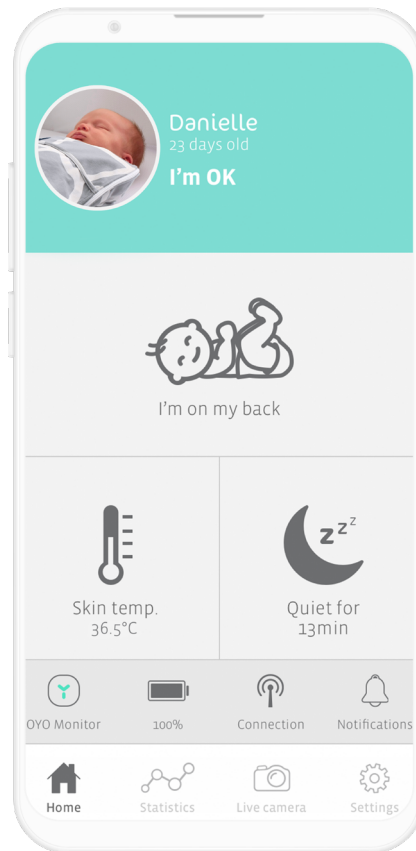 Danielle
23 days old
I'm OK
I'm on my back
z z z
Skin temp.
36.5°C
Quiet for
13min
OYO Monitor
100%
Connection
Notifications
Home
Statistics
Live camera
Settings